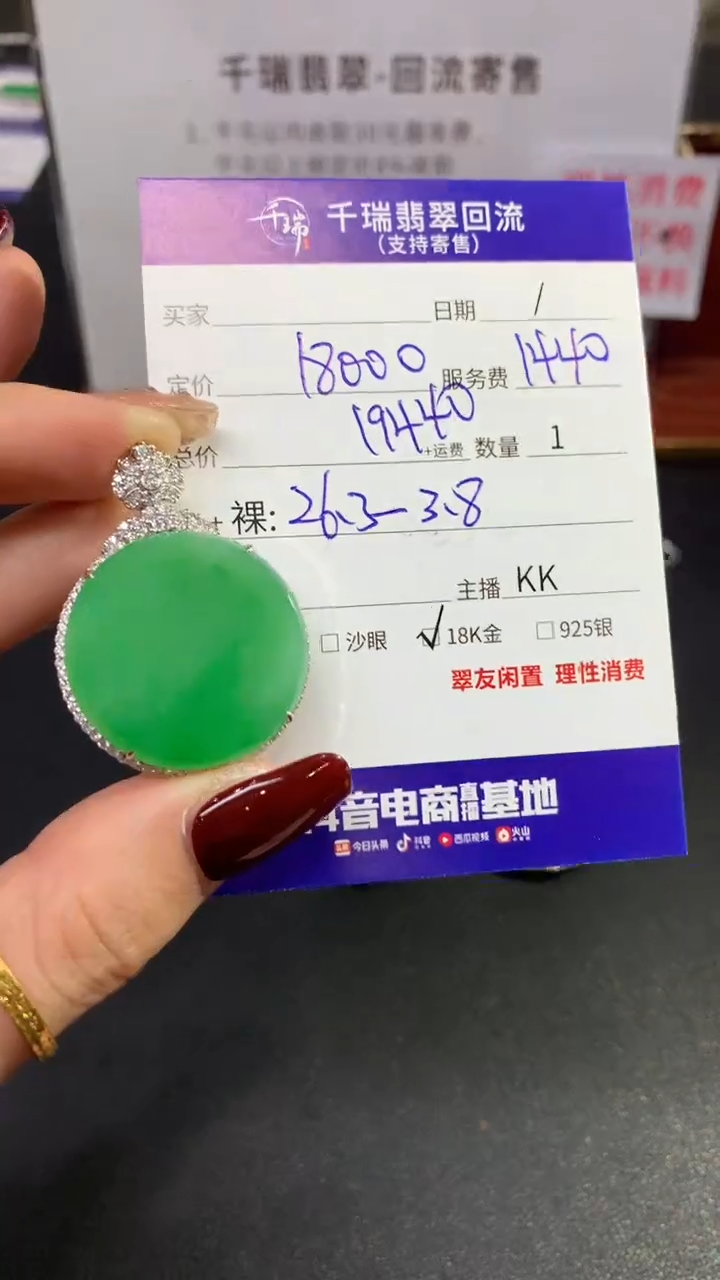 千瑞翡翠-回流寄售
千瑞 千瑞翡翠回流
(支持寄售)
买家 日期 /
定价 18000 服务费 1440
总价 19440 +运费 数量 1
+ 裸: 26.3-3.8
主播 KK
□ 沙眼 ✓ 18K金 □ 925银
翠友闲置 理性消费
抖音电商直播基地
头条 今日头条 抖音 西瓜视频 火山